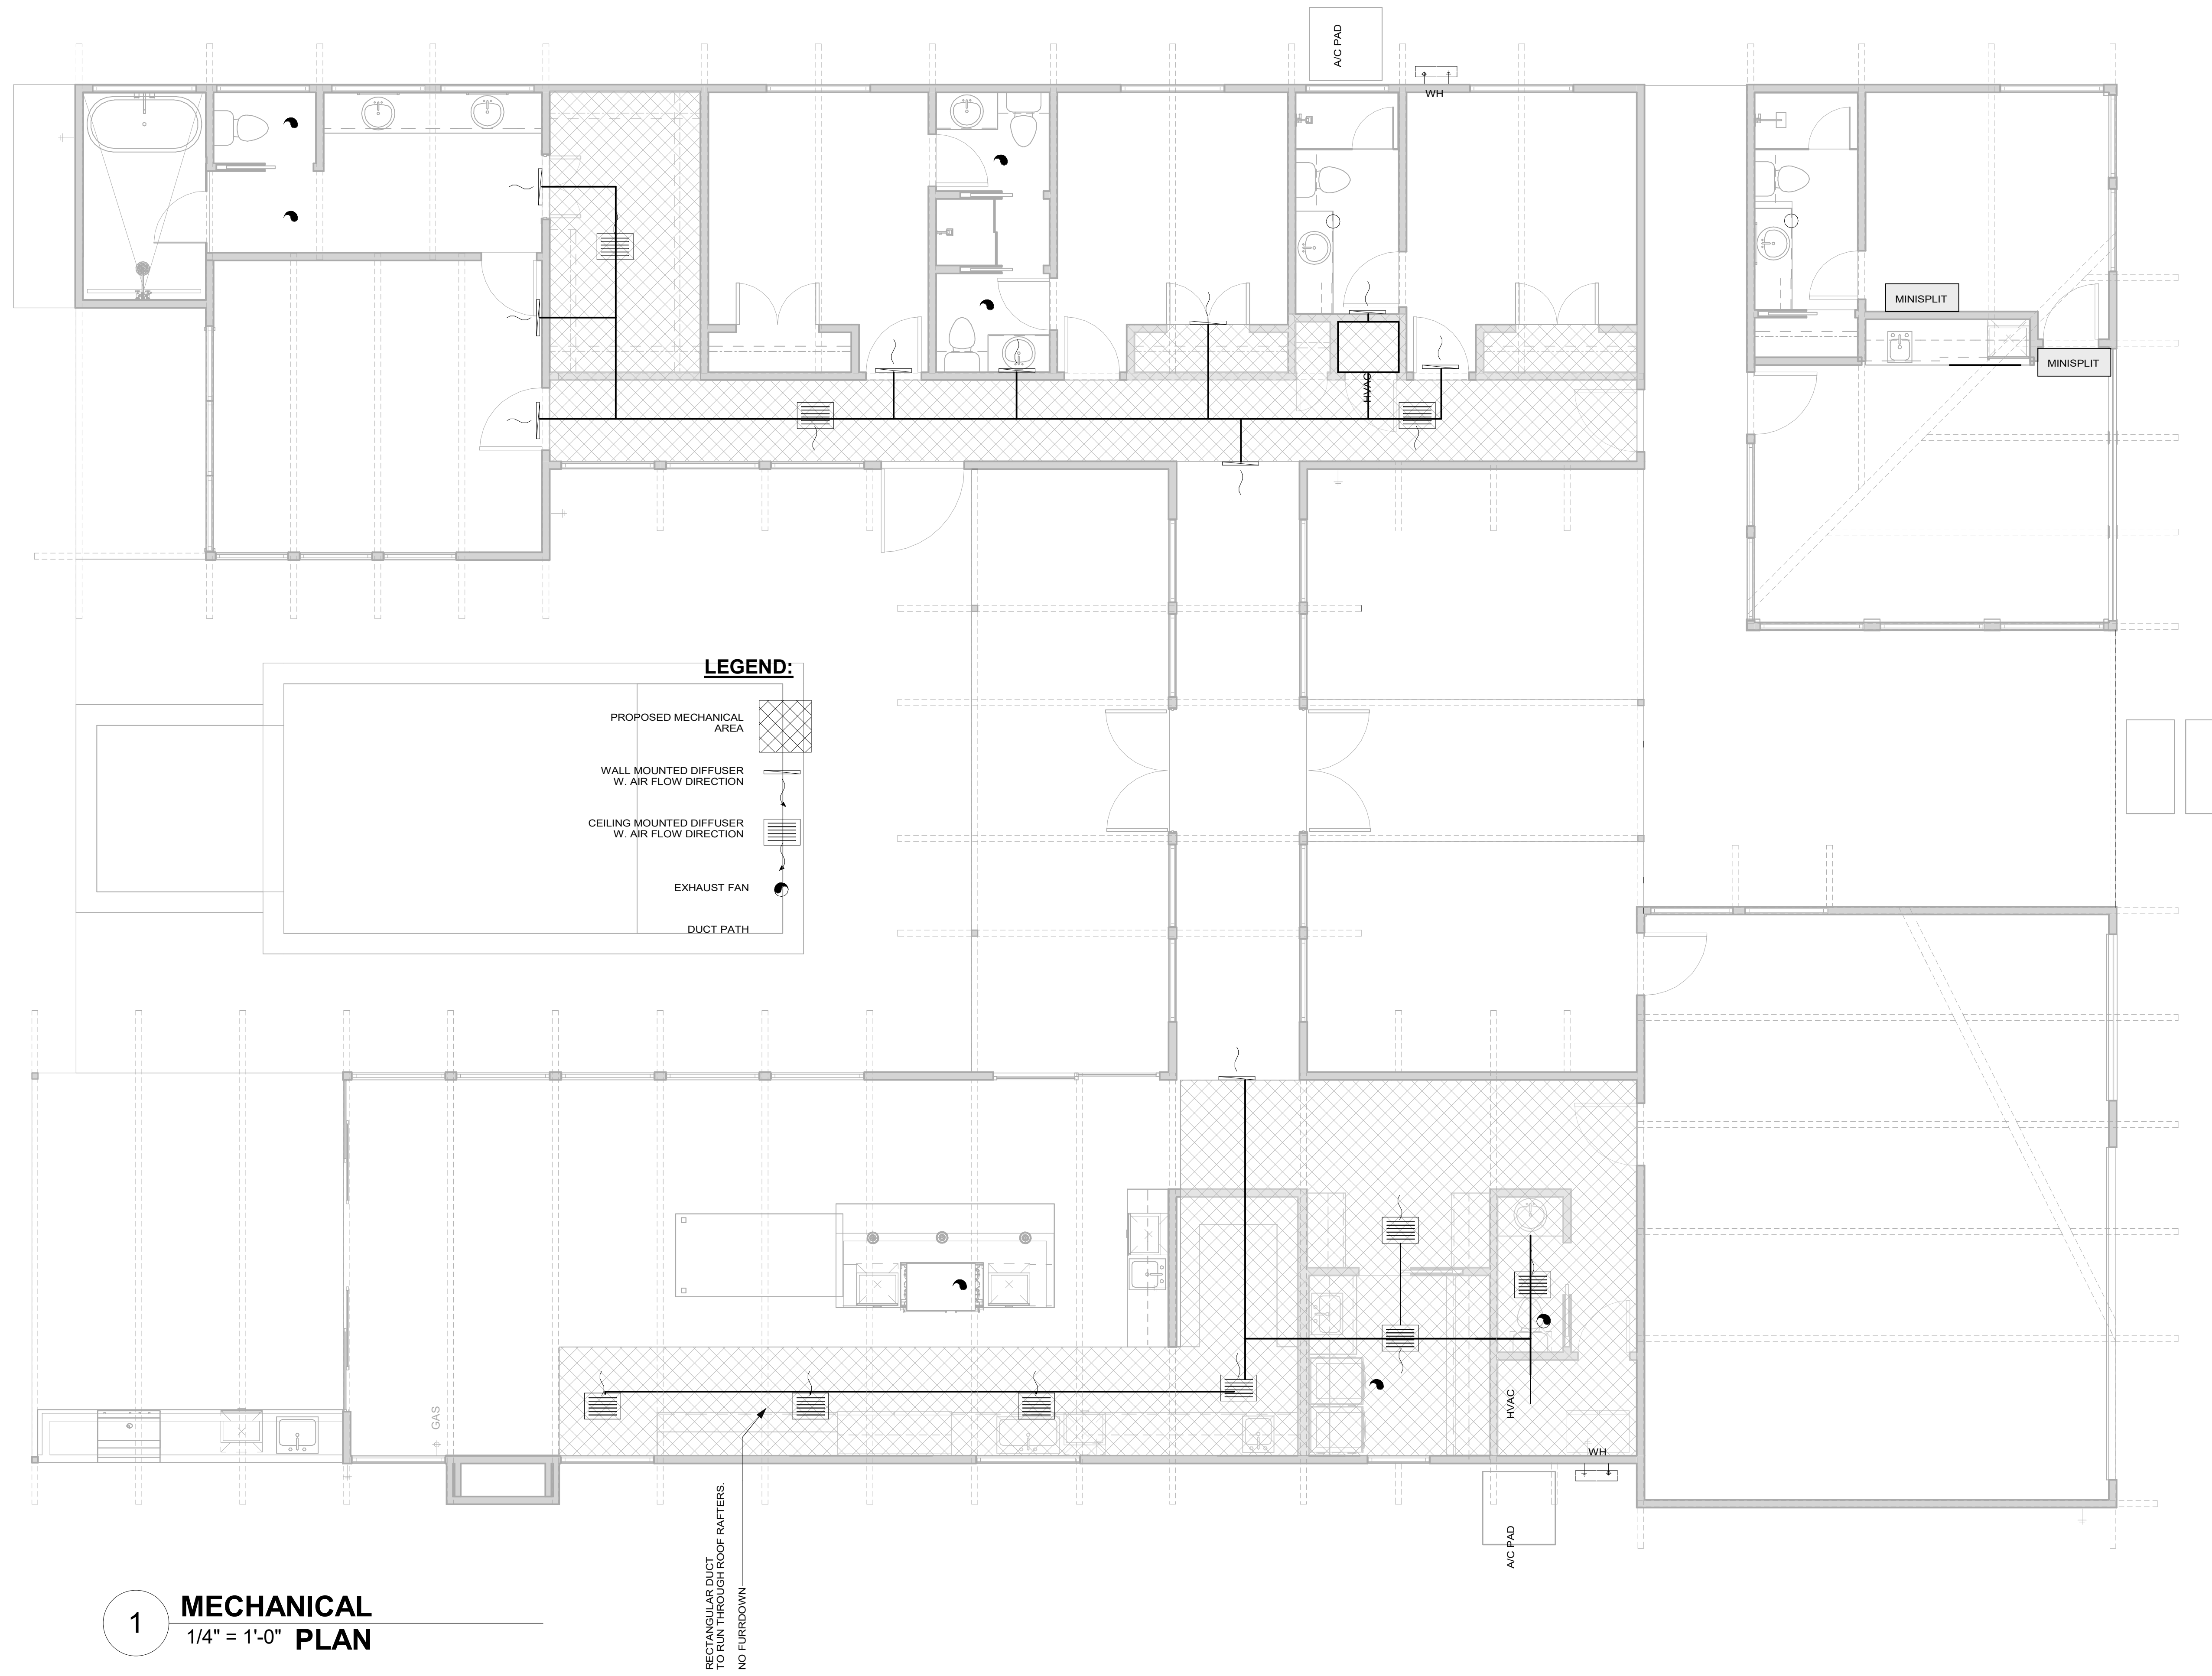 A/C PAD
WH
MINISPLIT
MINISPLIT
HVAC
LEGEND:
PROPOSED MECHANICAL
AREA
WALL MOUNTED DIFFUSER
W. AIR FLOW DIRECTION
CEILING MOUNTED DIFFUSER
W. AIR FLOW DIRECTION
EXHAUST FAN
DUCT PATH
GAS
HVAC
WH
A/C PAD
RECTANGULAR DUCT
TO RUN THROUGH ROOF RAFTERS.
NO FURRDOWN
1
MECHANICAL
1/4" = 1'-0" PLAN